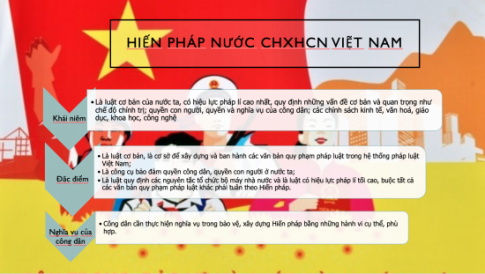 HIẾN PHÁP NƯỚC CHXHCN VIỆT NAM
Khái niệm
• Là luật cơ bản của nước ta, có hiệu lực pháp lí cao nhất, quy định những vấn đề cơ bản và quan trọng như
chế độ chính trị; quyền con người, quyền và nghĩa vụ của công dân; các chính sách kinh tế, văn hoá, giáo
dục, khoa học, công nghệ
Đặc điểm
• Là luật cơ bản, là cơ sở để xây dựng và ban hành các văn bản quy phạm pháp luật trong hệ thống pháp luật
Việt Nam;
• Là công cụ bảo đảm quyền công dân, quyền con người ở nước ta;
• Là luật quy định các nguyên tắc tổ chức bộ máy nhà nước và là luật có hiệu lực pháp lí tối cao, buộc tất cả
các văn bản quy phạm pháp luật khác phải tuân theo Hiến pháp.
Nghĩa vụ của
công dân
• Công dân cần thực hiện nghĩa vụ trong bảo vệ, xây dựng Hiến pháp bằng những hành vi cụ thể, phù
hợp.